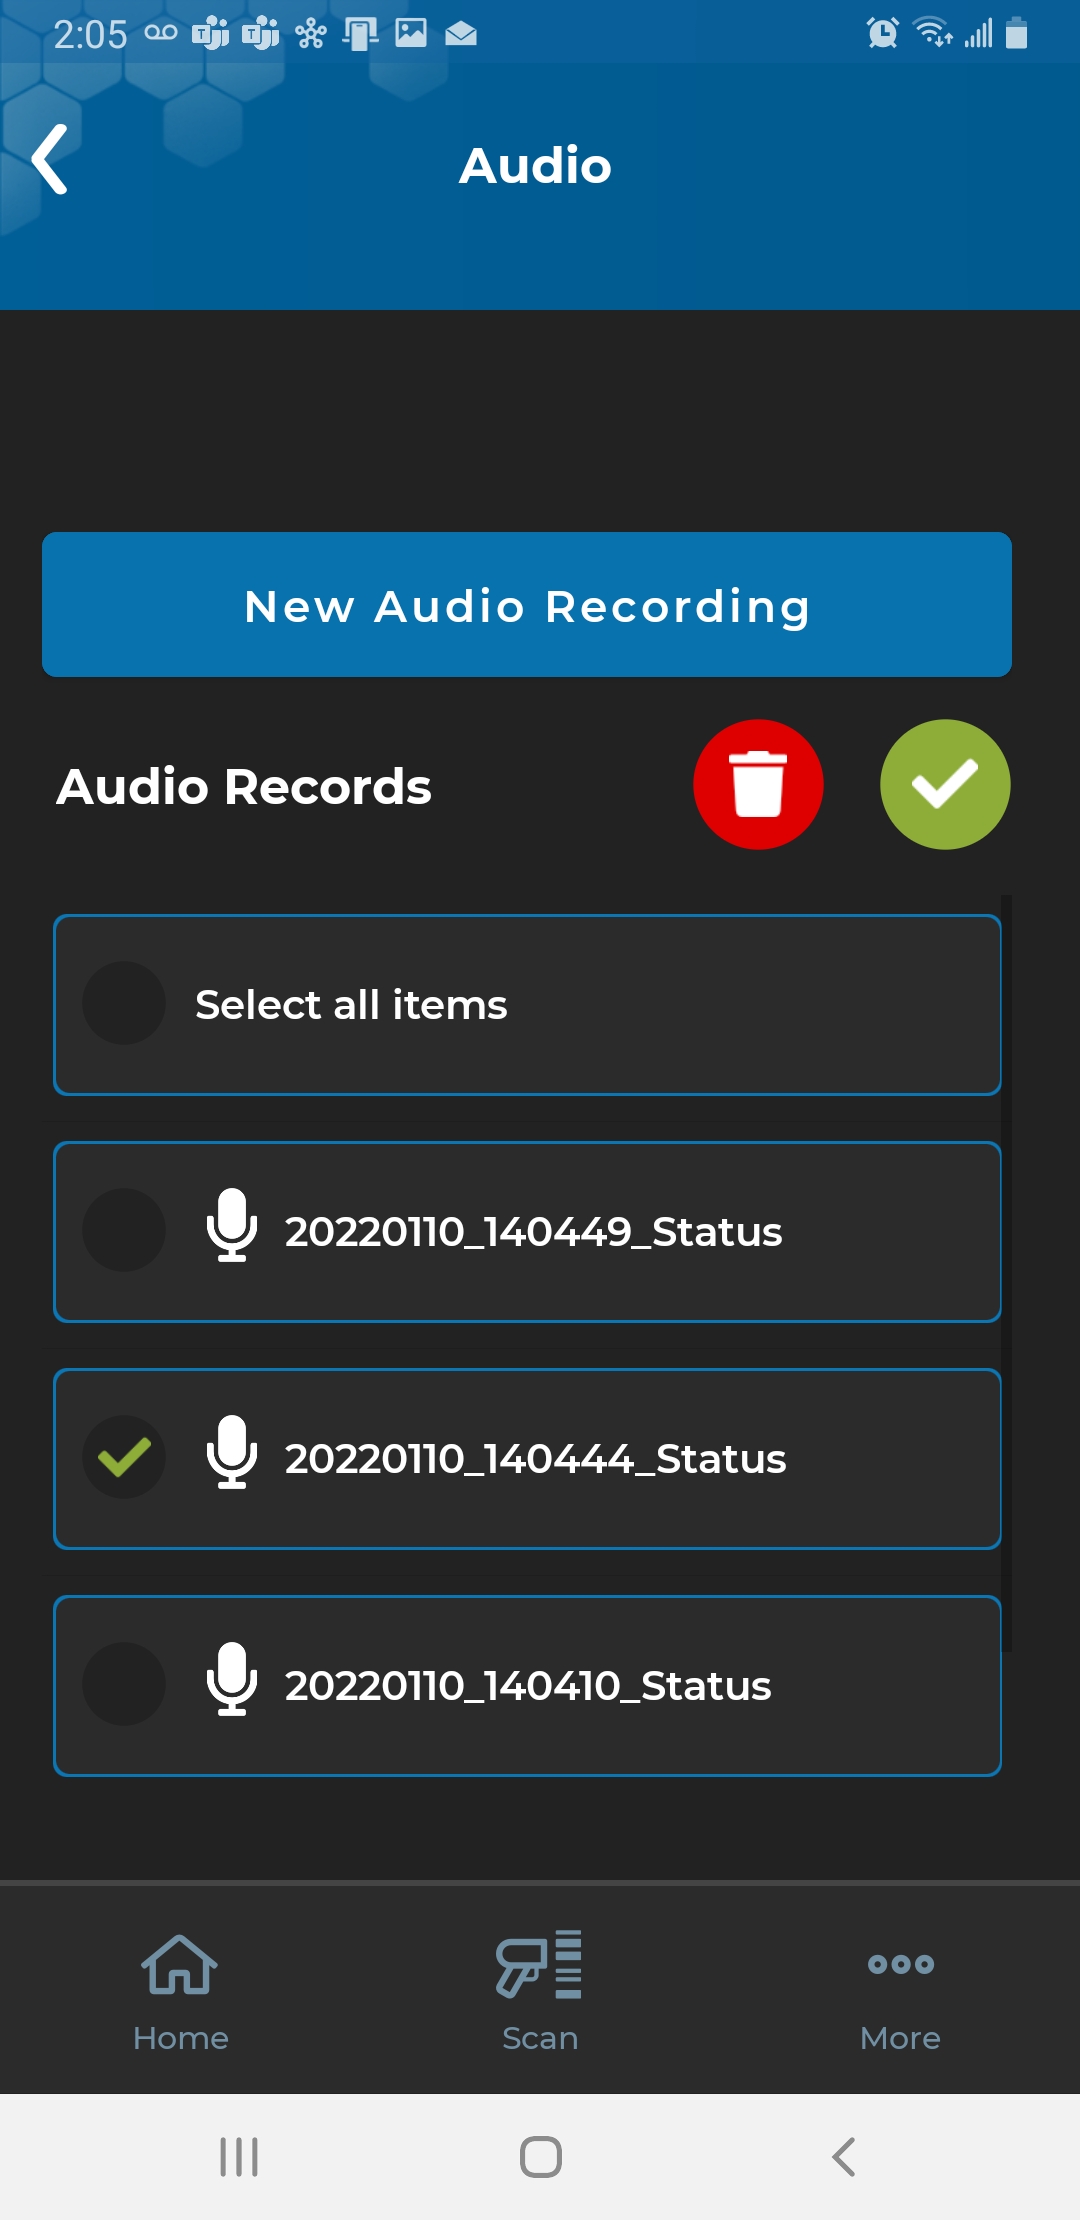 2:05
Audio
New Audio Recording
Audio Records
Select all items
20220110_140449_Status
20220110_140444_Status
20220110_140410_Status
Home
Scan
More